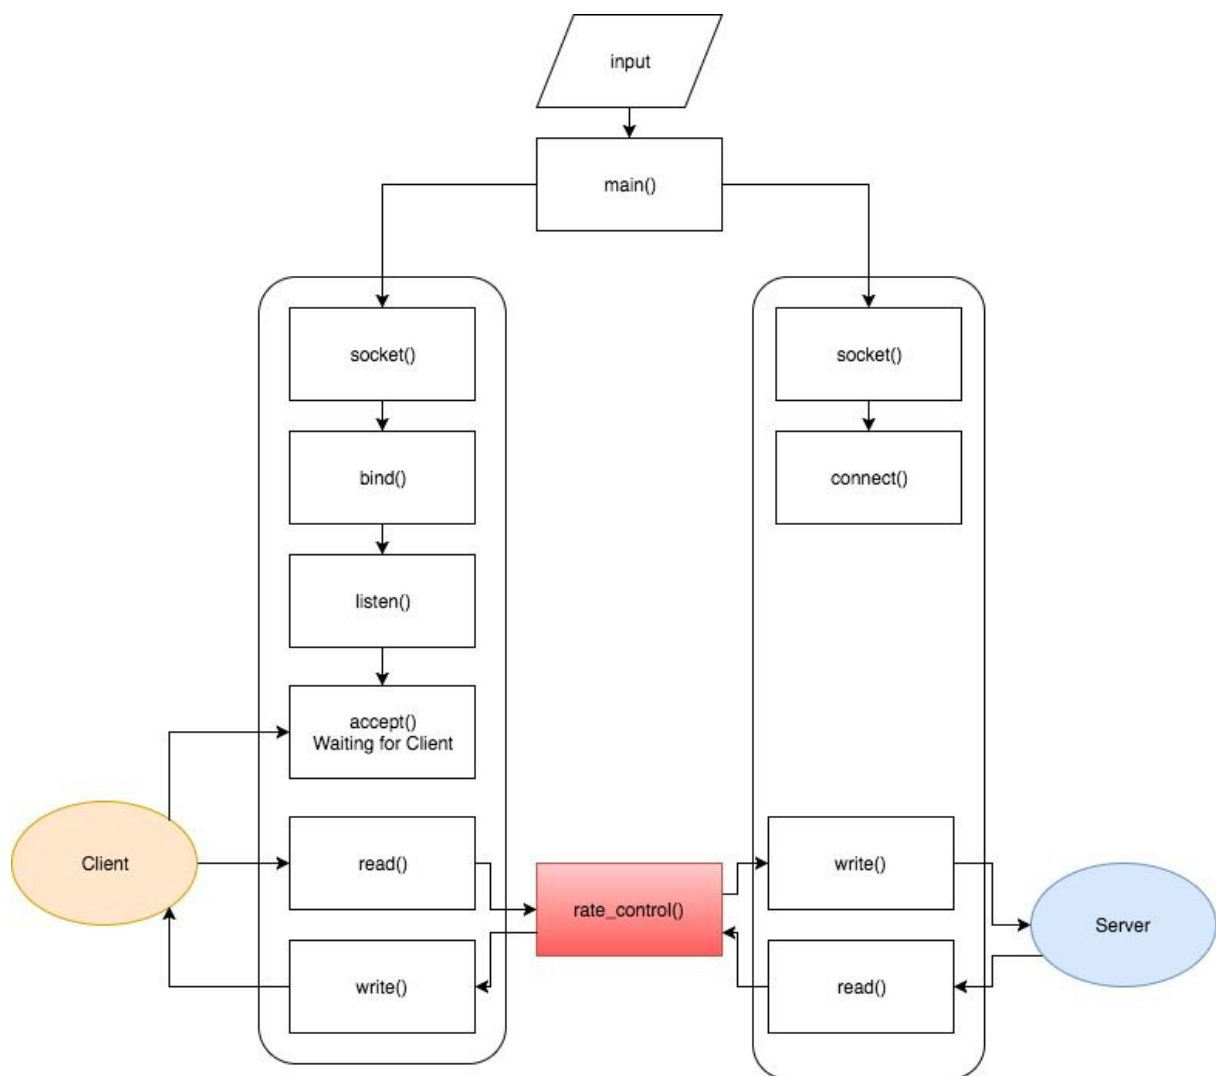 input
main()
socket()
socket()
bind()
connect()
listen()
accept()
Waiting for Client
Client
read()
write()
rate_control()
Server
write()
read()